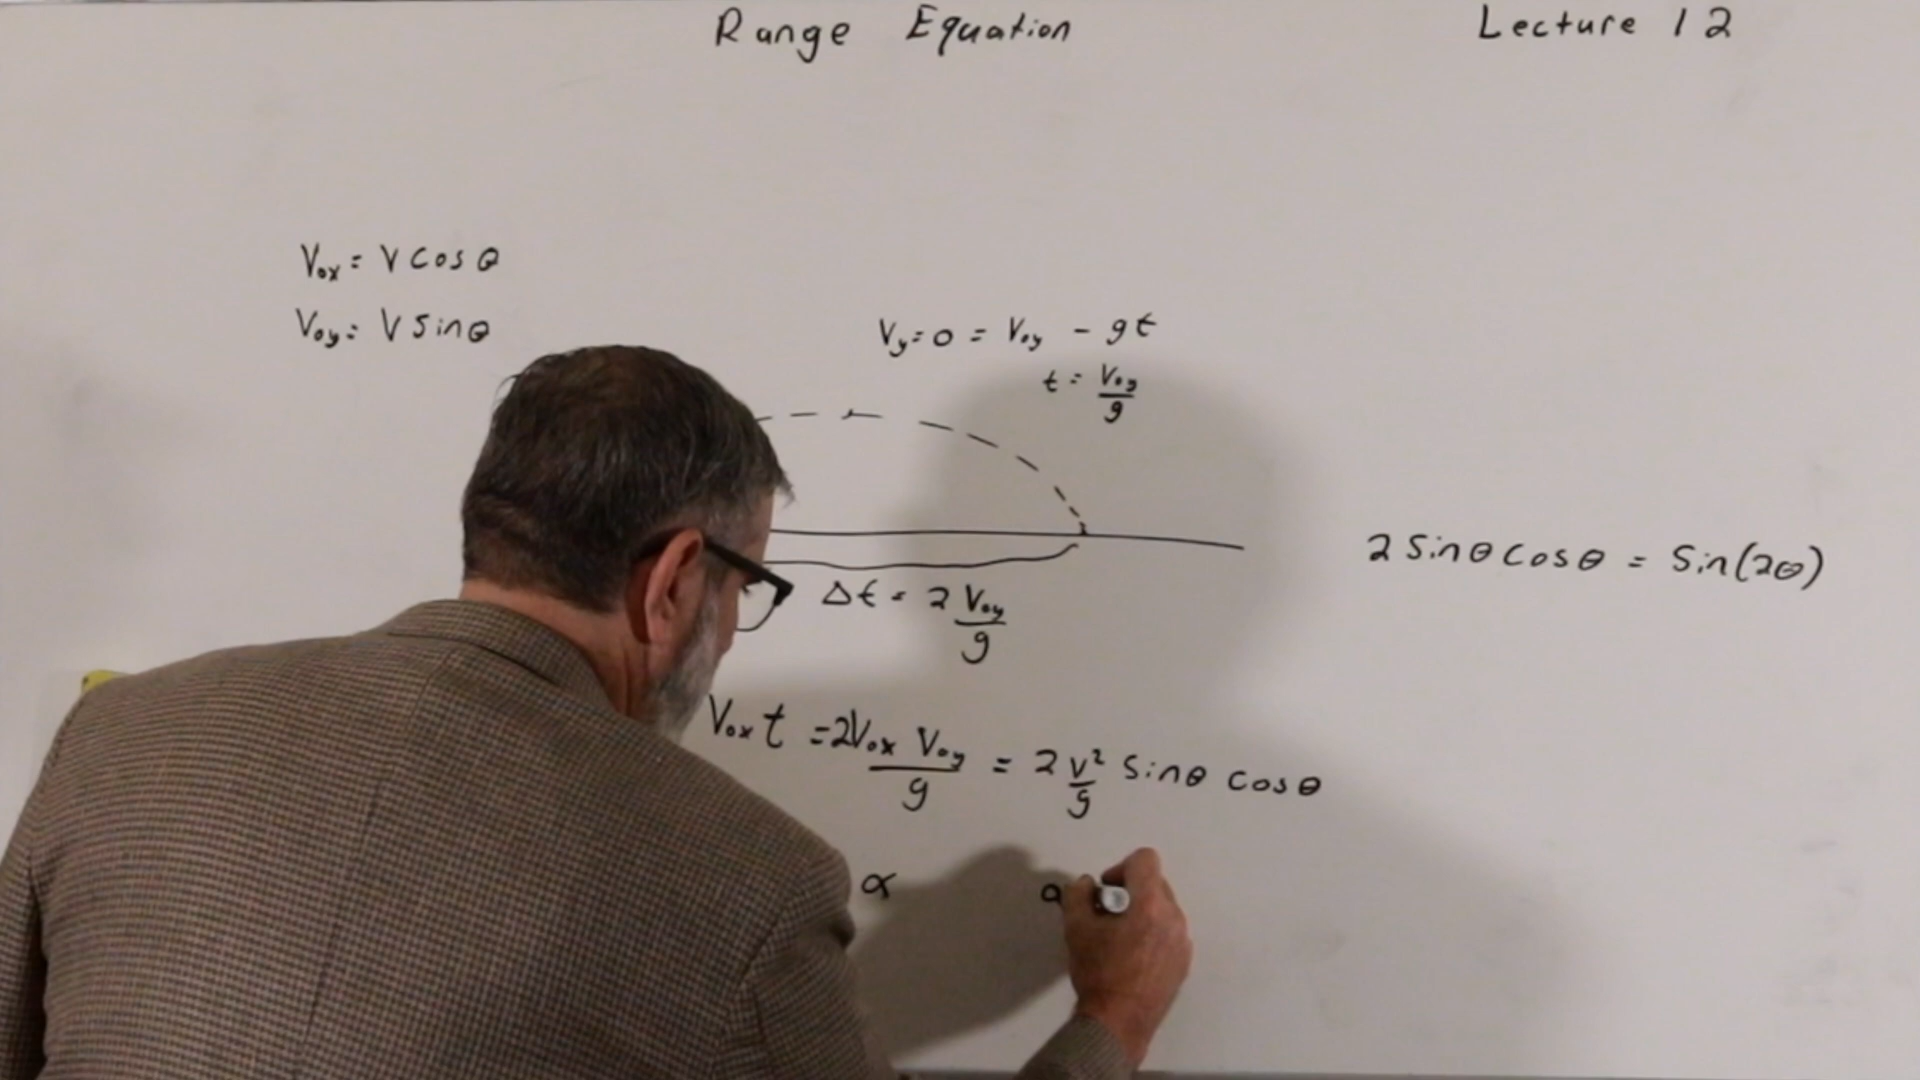 Range Equation
Lecture 12
Vox = V cos θ
Voy = V sin θ
Vy = 0 = Voy - gt
t = Voy/g
2 sin θ cos θ = sin(2θ)
Δt = 2 Voy/g
Vox t = 2Vox Voy/g = 2 v²/g sin θ cos θ
α